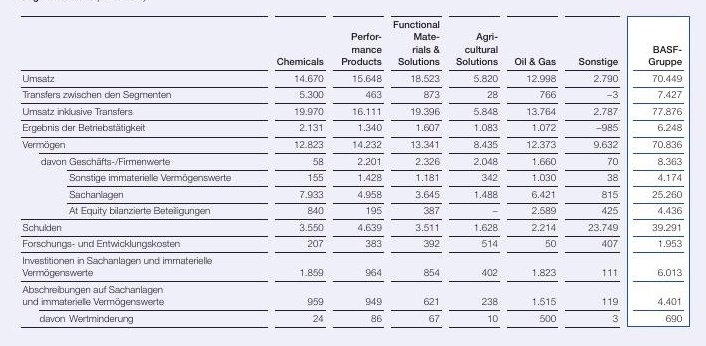 Chemicals Perfor-mance Products Functional Mate-rials & Solutions Agri-cultural Solutions Oil & Gas Sonstige BASF-Gruppe
Umsatz 14.670 15.648 18.523 5.820 12.998 2.790 70.449
Transfers zwischen den Segmenten 5.300 463 873 28 766 –3 7.427
Umsatz inklusive Transfers 19.970 16.111 19.396 5.848 13.764 2.787 77.876
Ergebnis der Betriebstätigkeit 2.131 1.340 1.607 1.083 1.072 –985 6.248
Vermögen 12.823 14.232 13.341 8.435 12.373 9.632 70.836
davon Geschäfts-/Firmenwerte 58 2.201 2.326 2.048 1.660 70 8.363
Sonstige immaterielle Vermögenswerte 155 1.428 1.181 342 1.030 38 4.174
Sachanlagen 7.933 4.958 3.645 1.488 6.421 815 25.260
At Equity bilanzierte Beteiligungen 840 195 387 – 2.589 425 4.436
Schulden 3.550 4.639 3.511 1.628 2.214 23.749 39.291
Forschungs- und Entwicklungskosten 207 383 392 514 50 407 1.953
Investitionen in Sachanlagen und immaterielle
Vermögenswerte 1.859 964 854 402 1.823 111 6.013
Abschreibungen auf Sachanlagen
und immaterielle Vermögenswerte 959 949 621 238 1.515 119 4.401
davon Wertminderung 24 86 67 10 500 3 690